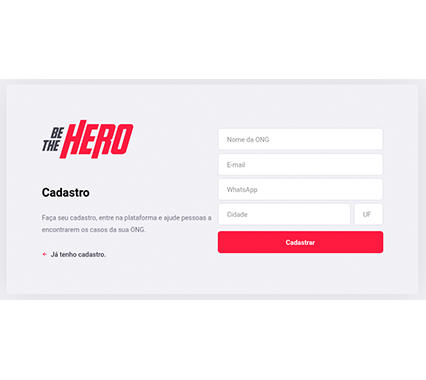 BE
THE HERO
Cadastro
Faça seu cadastro, entre na plataforma e ajude pessoas a
encontrarem os casos da sua ONG.
← Já tenho cadastro.
Nome da ONG
E-mail
WhatsApp
Cidade
UF
Cadastrar